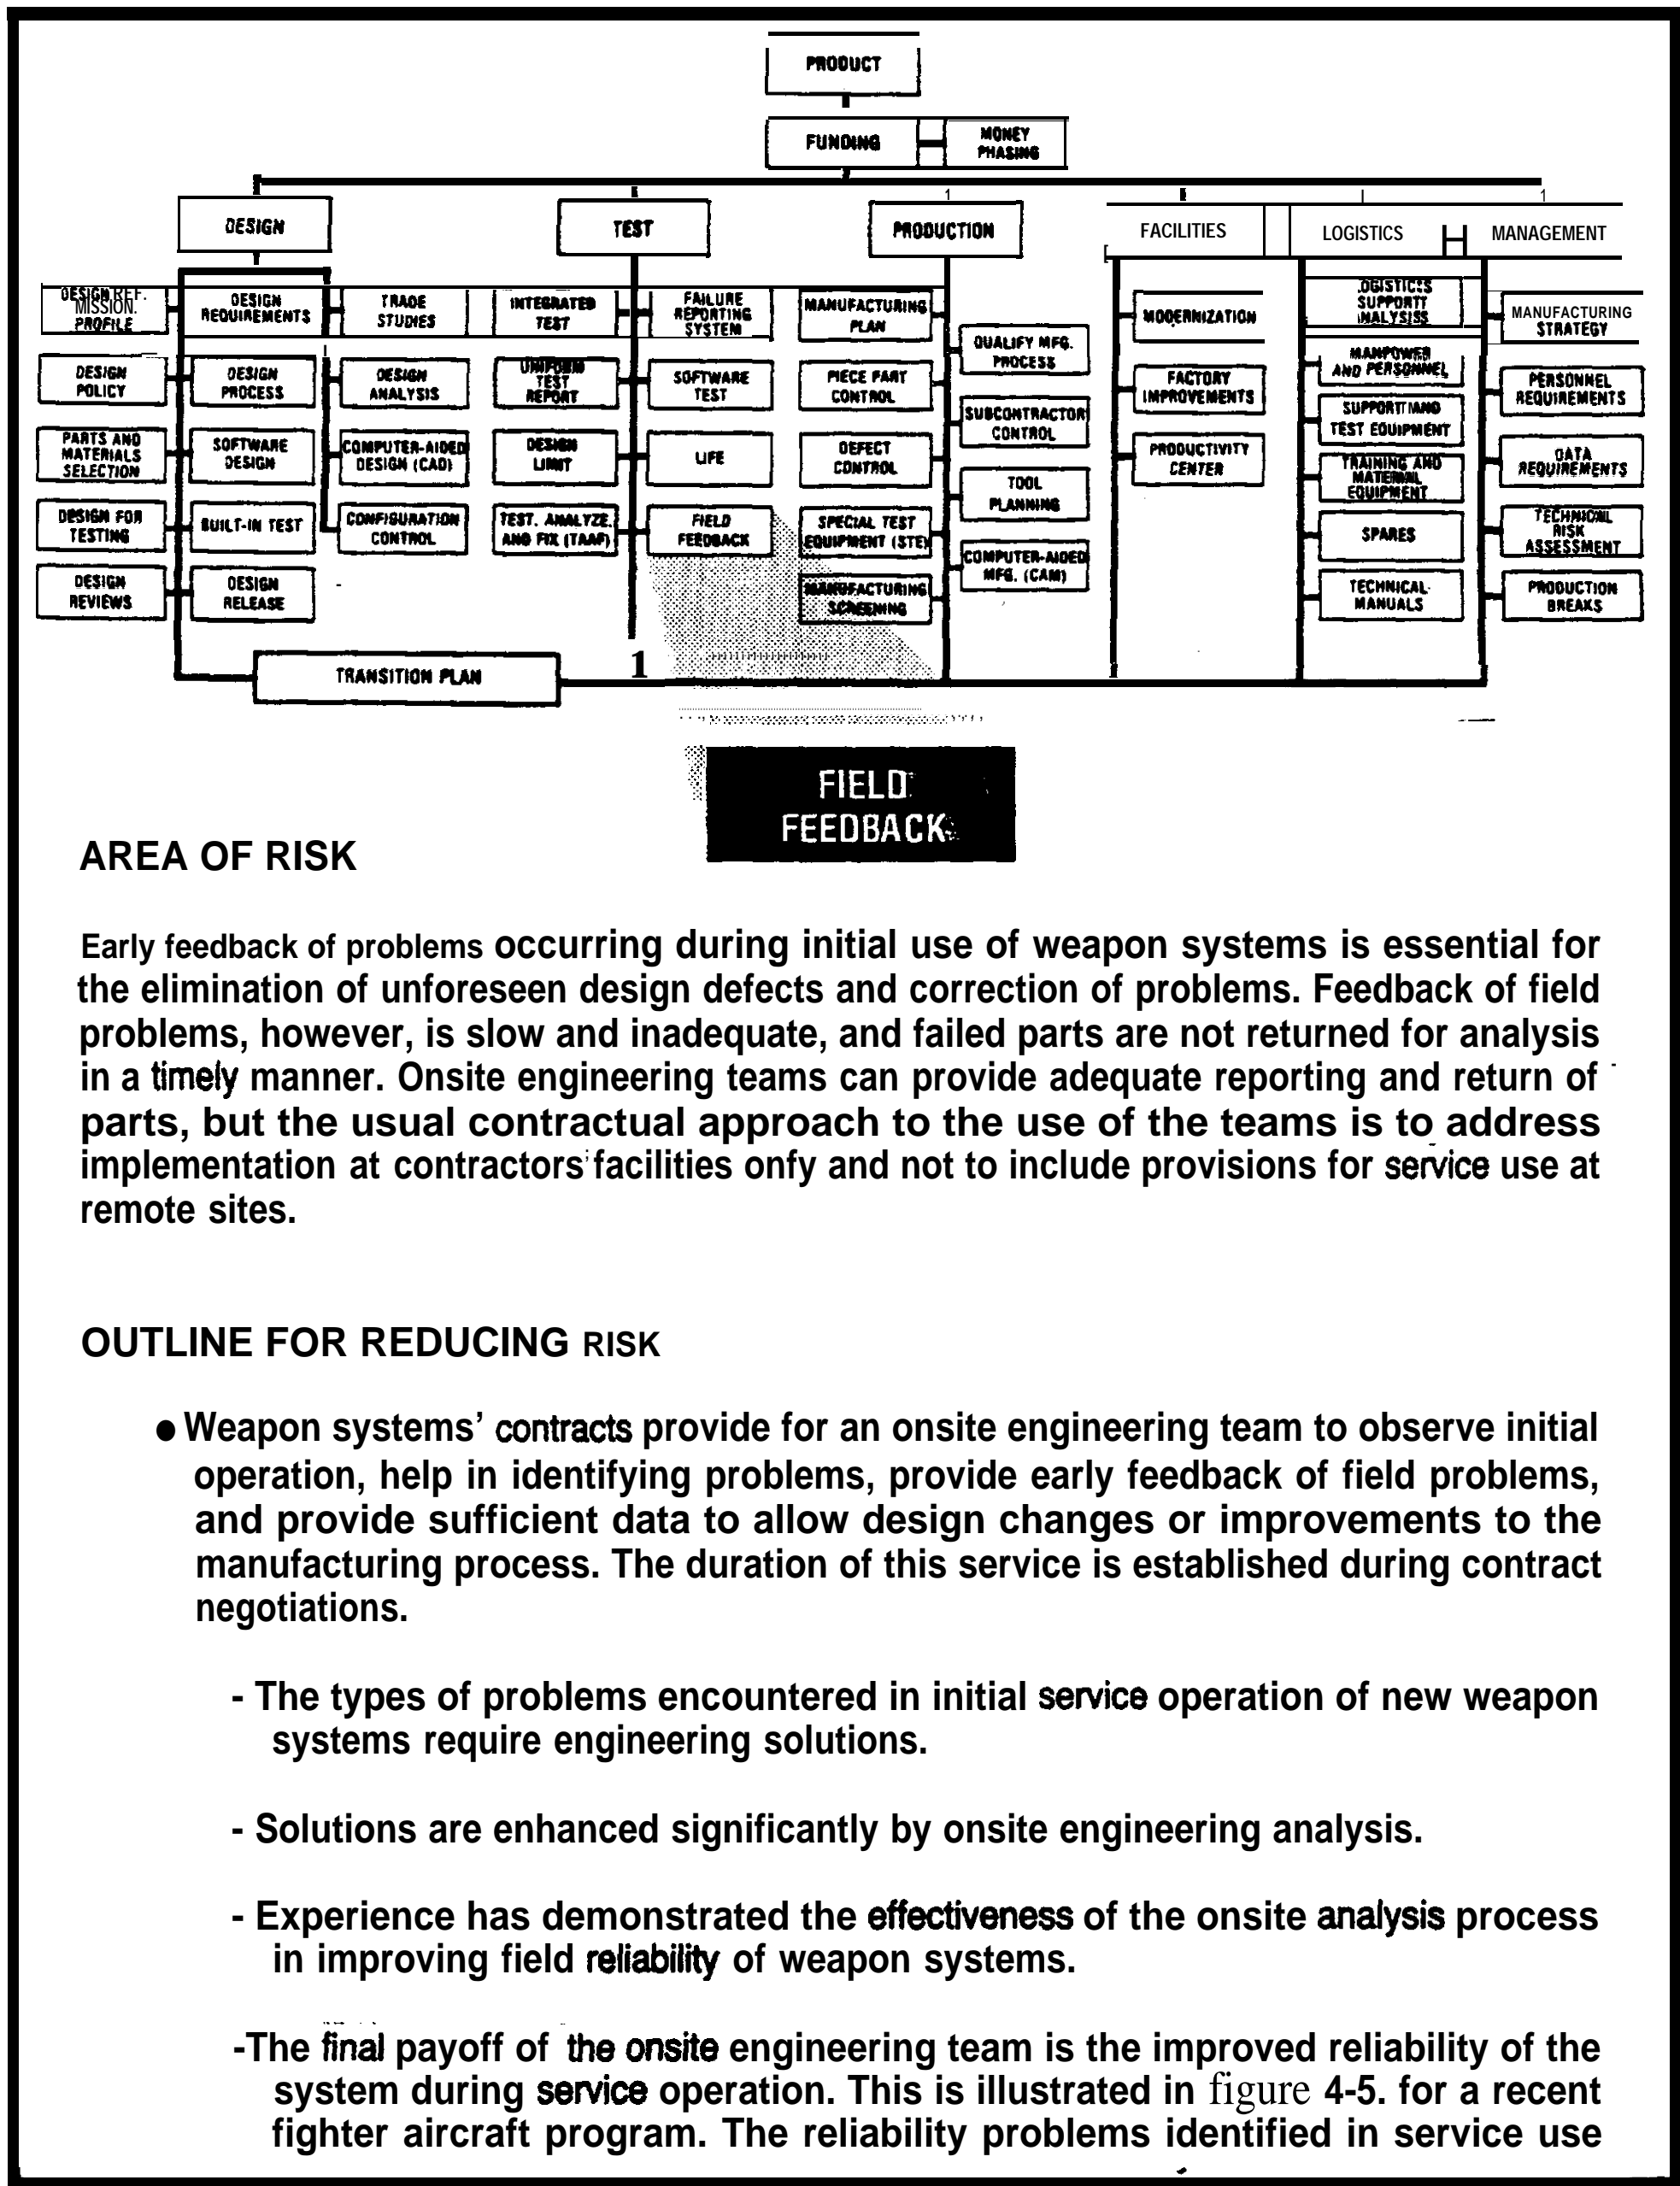 PRODUCT
FUNDING
MONEY
PHASING
DESIGN
TEST
PRODUCTION
FACILITIES
LOGISTICS
MANAGEMENT
DESIGN REF.
MISSION.
PROFILE
DESIGN
REQUIREMENTS
TRADE
STUDIES
INTEGRATED
TEST
FAILURE
REPORTING
SYSTEM
MANUFACTURING
PLAN
QUALIFY MFG.
PROCESS
MODERNIZATION
LOGISTICS
SUPPORT
ANALYSIS
MANUFACTURING
STRATEGY
DESIGN
POLICY
DESIGN
PROCESS
DESIGN
ANALYSIS
UNIFORM
TEST
REPORT
SOFTWARE
TEST
PIECE PART
CONTROL
SUBCONTRACTOR
CONTROL
FACTORY
IMPROVEMENTS
MANPOWER
AND PERSONNEL
PERSONNEL
REQUIREMENTS
PARTS AND
MATERIALS
SELECTION
SOFTWARE
DESIGN
COMPUTER-AIDED
DESIGN (CAD)
DESIGN
LIMIT
LIFE
DEFECT
CONTROL
TOOL
PLANNING
PRODUCTIVITY
CENTER
SUPPORT AND
TEST EQUIPMENT
DATA
REQUIREMENTS
DESIGN FOR
TESTING
BUILT-IN TEST
CONFIGURATION
CONTROL
TEST. ANALYZE.
AND FIX (TAAF)
FIELD
FEEDBACK
SPECIAL TEST
EQUIPMENT (STE)
COMPUTER-AIDED
MFG. (CAM)
TRAINING AND
MATERIAL
EQUIPMENT
TECHNICAL
RISK
ASSESSMENT
DESIGN
REVIEWS
DESIGN
RELEASE
MANUFACTURING
SCREENING
SPARES
TECHNICAL
MANUALS
PRODUCTION
BREAKS
TRANSITION PLAN
1
FIELD
FEEDBACK
AREA OF RISK
Early feedback of problems occurring during initial use of weapon systems is essential for
the elimination of unforeseen design defects and correction of problems. Feedback of field
problems, however, is slow and inadequate, and failed parts are not returned for analysis
in a timely manner. Onsite engineering teams can provide adequate reporting and return of
parts, but the usual contractual approach to the use of the teams is to address
implementation at contractors' facilities onfy and not to include provisions for service use at
remote sites.
OUTLINE FOR REDUCING RISK
● Weapon systems' contracts provide for an onsite engineering team to observe initial
operation, help in identifying problems, provide early feedback of field problems,
and provide sufficient data to allow design changes or improvements to the
manufacturing process. The duration of this service is established during contract
negotiations.
- The types of problems encountered in initial service operation of new weapon
systems require engineering solutions.
- Solutions are enhanced significantly by onsite engineering analysis.
- Experience has demonstrated the effectiveness of the onsite analysis process
in improving field reliability of weapon systems.
-The final payoff of the onsite engineering team is the improved reliability of the
system during service operation. This is illustrated in figure 4-5. for a recent
fighter aircraft program. The reliability problems identified in service use